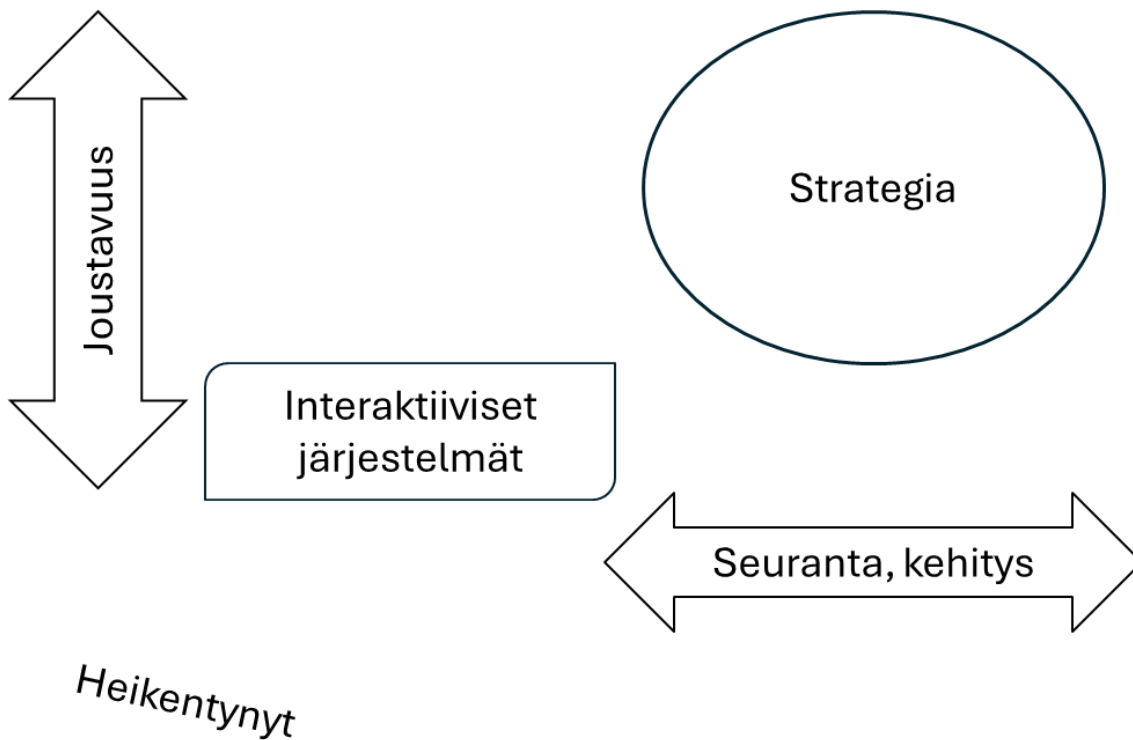 Joustavuus
Strategia
Interaktiiviset
järjestelmät
Seuranta, kehitys
Heikentynyt